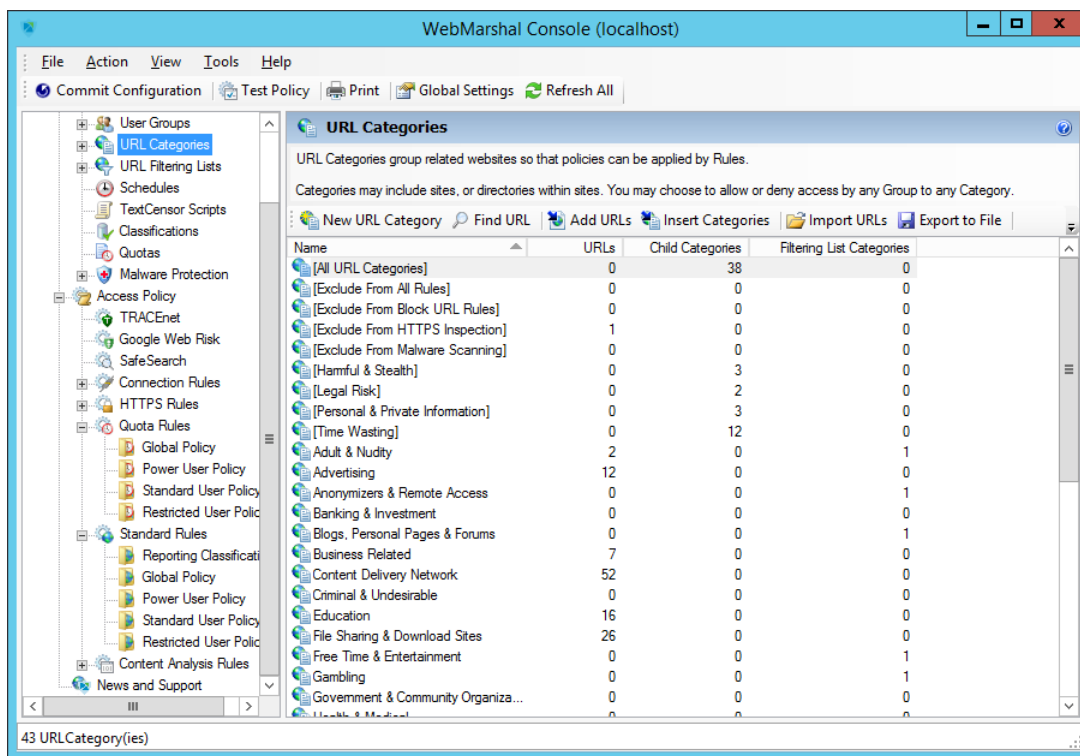 WebMarshal Console (localhost)
File Action View Tools Help
Commit Configuration Test Policy Print Global Settings Refresh All
User Groups
URL Categories
URL Filtering Lists
Schedules
TextCensor Scripts
Classifications
Quotas
Malware Protection
Access Policy
TRACEnet
Google Web Risk
SafeSearch
Connection Rules
HTTPS Rules
Quota Rules
Global Policy
Power User Policy
Standard User Policy
Restricted User Polic
Standard Rules
Reporting Classificati
Global Policy
Power User Policy
Standard User Policy
Restricted User Polic
Content Analysis Rules
News and Support
URL Categories
URL Categories group related websites so that policies can be applied by Rules.
Categories may include sites, or directories within sites. You may choose to allow or deny access by any Group to any Category.
New URL Category Find URL Add URLs Insert Categories Import URLs Export to File
Name URLs Child Categories Filtering List Categories
[All URL Categories] 0 38 0
[Exclude From All Rules] 0 0 0
[Exclude From Block URL Rules] 0 0 0
[Exclude From HTTPS Inspection] 1 0 0
[Exclude From Malware Scanning] 0 0 0
[Harmful & Stealth] 0 3 0
[Legal Risk] 0 2 0
[Personal & Private Information] 0 3 0
[Time Wasting] 0 12 0
Adult & Nudity 2 0 1
Advertising 12 0 0
Anonymizers & Remote Access 0 0 1
Banking & Investment 0 0 0
Blogs, Personal Pages & Forums 0 0 1
Business Related 7 0 0
Content Delivery Network 52 0 0
Criminal & Undesirable 0 0 0
Education 16 0 0
File Sharing & Download Sites 26 0 0
Free Time & Entertainment 0 0 1
Gambling 0 0 1
Government & Community Organiza... 0 0 0
43 URLCategory(ies)